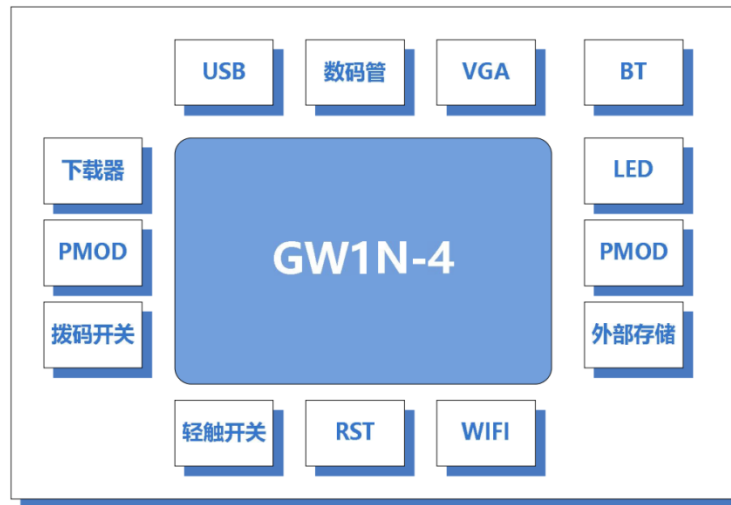 USB
数码管
VGA
BT
下载器
LED
GW1N-4
PMOD
PMOD
拨码开关
外部存储
轻触开关
RST
WIFI